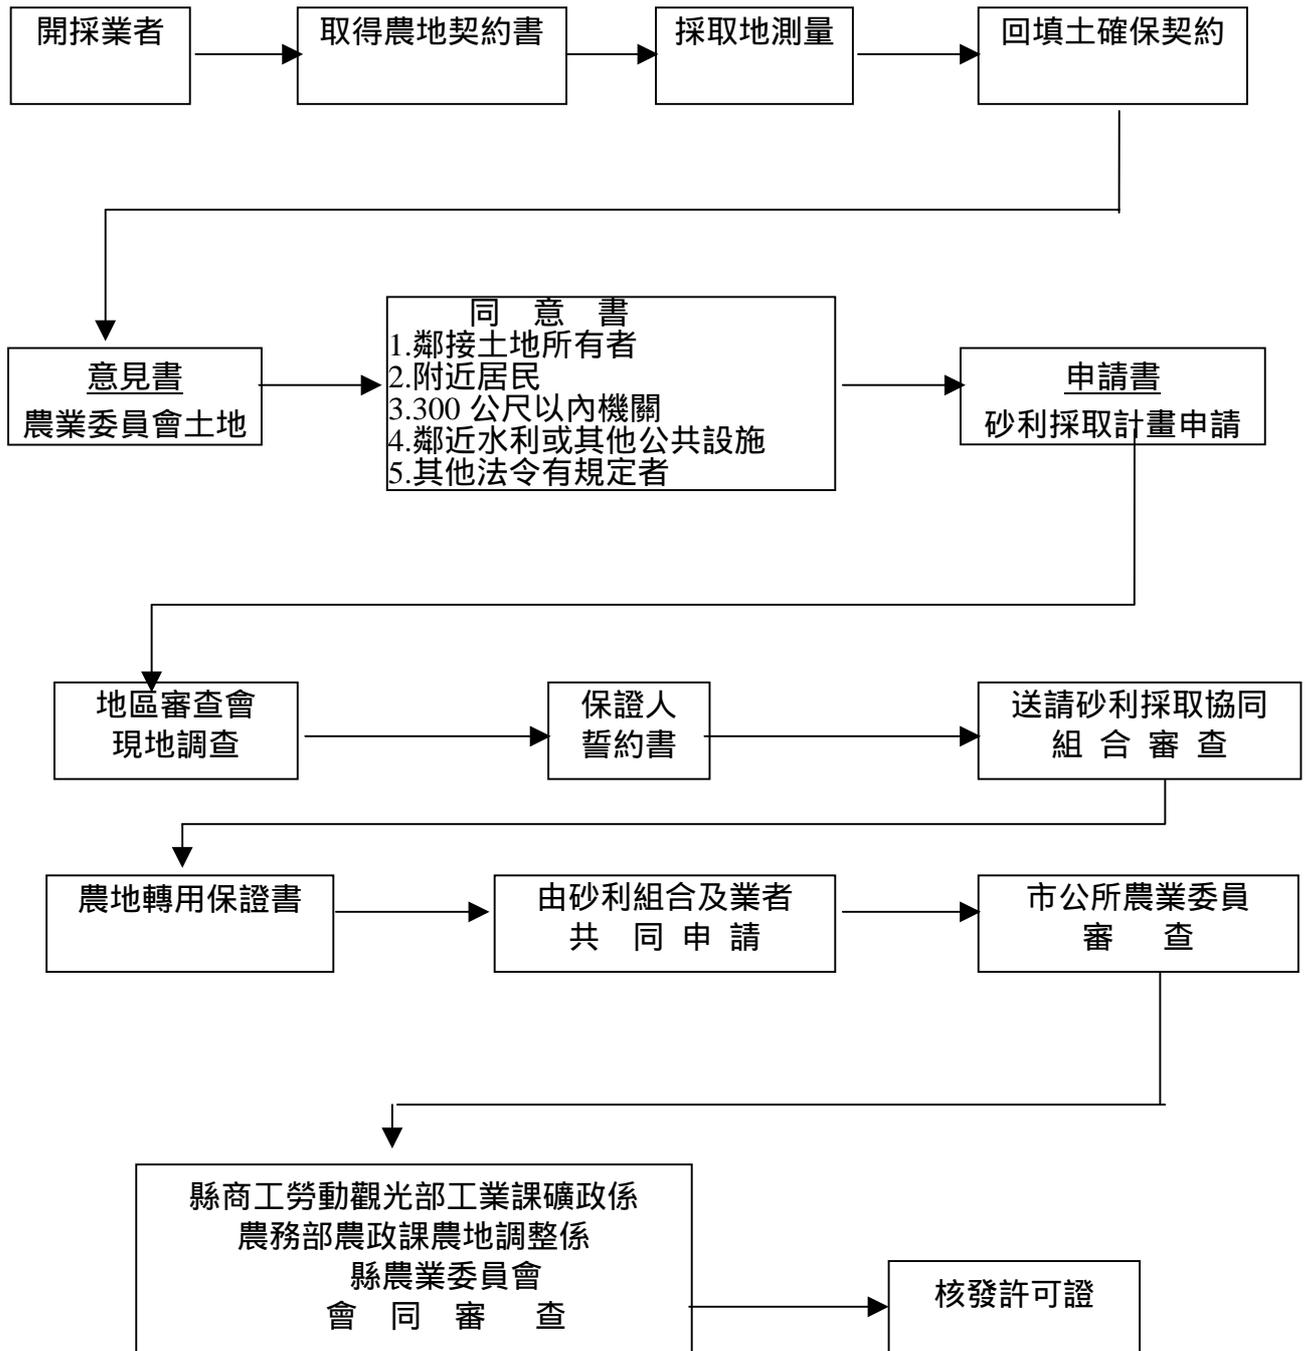 開採業者
取得農地契約書
採取地測量
回填土確保契約
意見書
農業委員會土地
同 意 書
1.鄰接土地所有者
2.附近居民
3.300 公尺以內機關
4.鄰近水利或其他公共設施
5.其他法令有規定者
申請書
砂利採取計畫申請
地區審查會
現地調查
保證人
誓約書
送請砂利採取協同
組 合 審 查
農地轉用保證書
由砂利組合及業者
共 同 申 請
市公所農業委員
審 查
縣商工勞動觀光部工業課礦政係
農務部農政課農地調整係
縣農業委員會
會 同 審 查
核發許可證